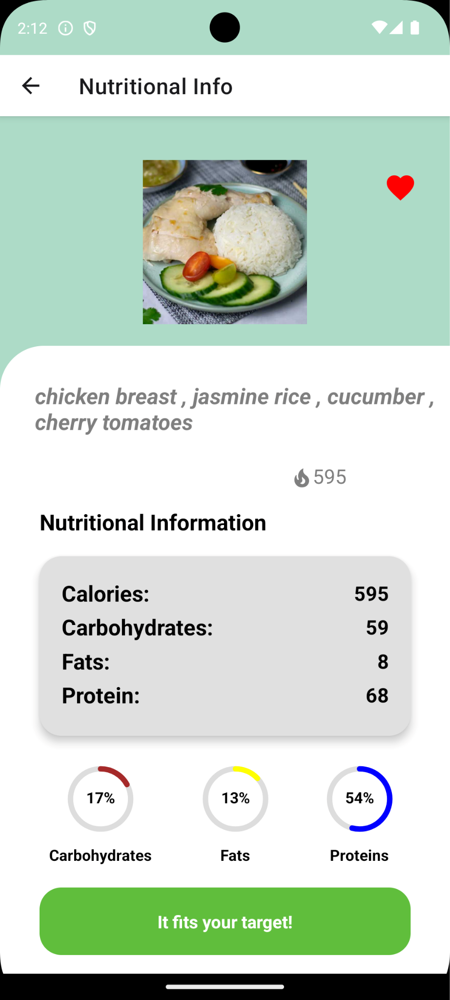 2:12
Nutritional Info
chicken breast , jasmine rice , cucumber ,
cherry tomatoes
595
Nutritional Information
Calories: 595
Carbohydrates: 59
Fats: 8
Protein: 68
17% 13% 54%
Carbohydrates Fats Proteins
It fits your target!